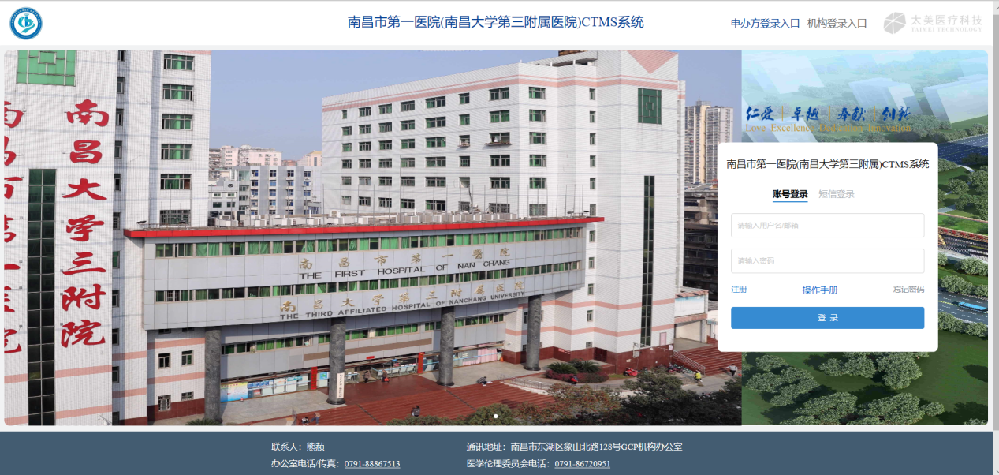 南昌市第一医院(南昌大学第三附属医院)CTMS系统
申办方登录入口 机构登录入口
太美医疗科技
TAIMEI TECHNOLOGY
南昌大学三附院
仁爱 卓越 奉献 创新
Love Excellence Dedication Innovation
南昌市第一醫院
THE FIRST HOSPITAL OF NAN CHANG
南昌大学第三附属医院
THE THIRD AFFILIATED HOSPITAL OF NANCHANG UNIVERSITY
南昌市第一医院(南昌大学第三附属)CTMS系统
账号登录 短信登录
请输入用户名/邮箱
请输入密码
注册 操作手册 忘记密码
登 录
联系人：熊赪
通讯地址：南昌市东湖区象山北路128号GCP机构办公室
办公室电话/传真：0791-88867513
医学伦理委员会电话：0791-86720951